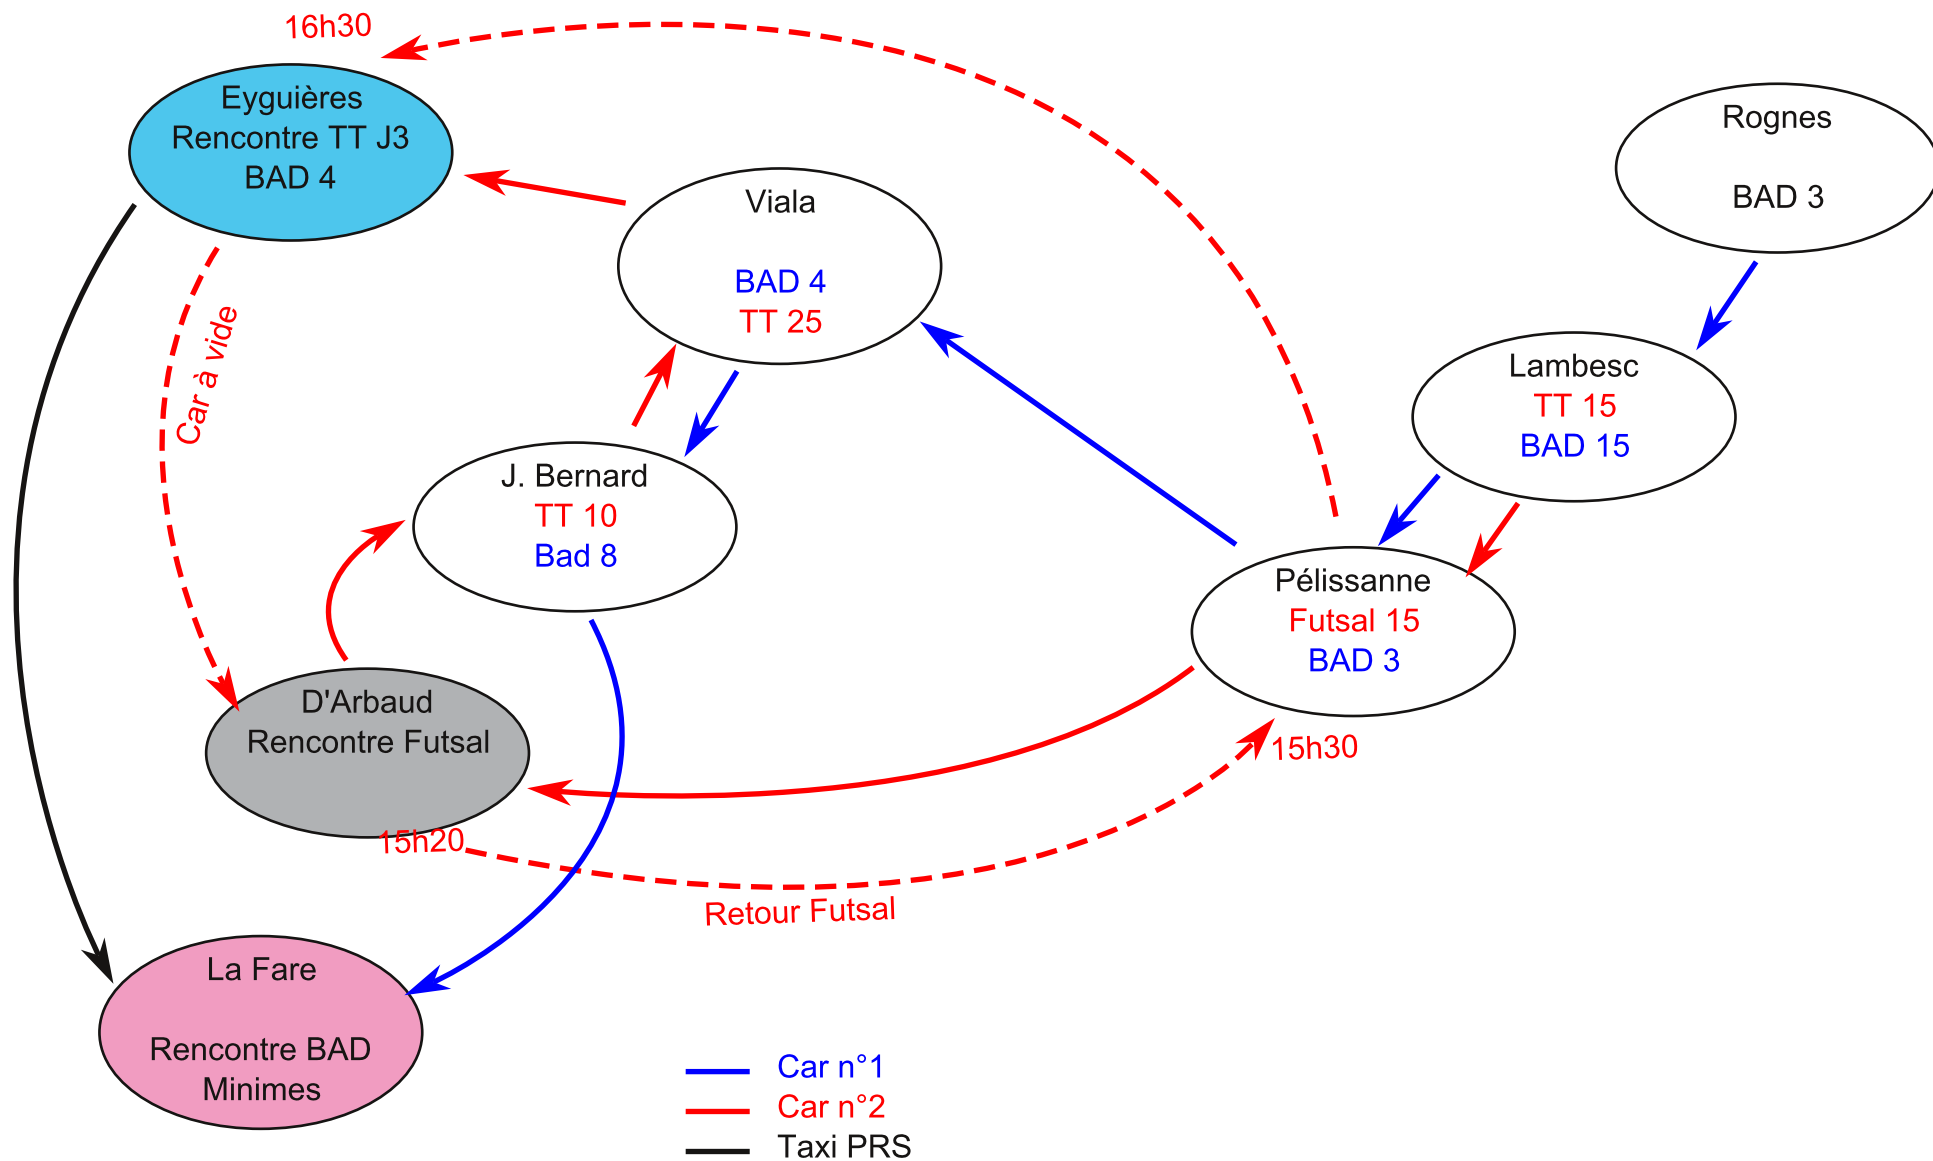 16h30
Eyguières
Rencontre TT J3
BAD 4
Rognes
BAD 3
Viala
BAD 4
TT 25
Car à vide
Lambesc
TT 15
BAD 15
J. Bernard
TT 10
Bad 8
Pélissanne
Futsal 15
BAD 3
D'Arbaud
Rencontre Futsal
15h30
15h20
Retour Futsal
La Fare
Rencontre BAD
Minimes
Car n°1
Car n°2
Taxi PRS